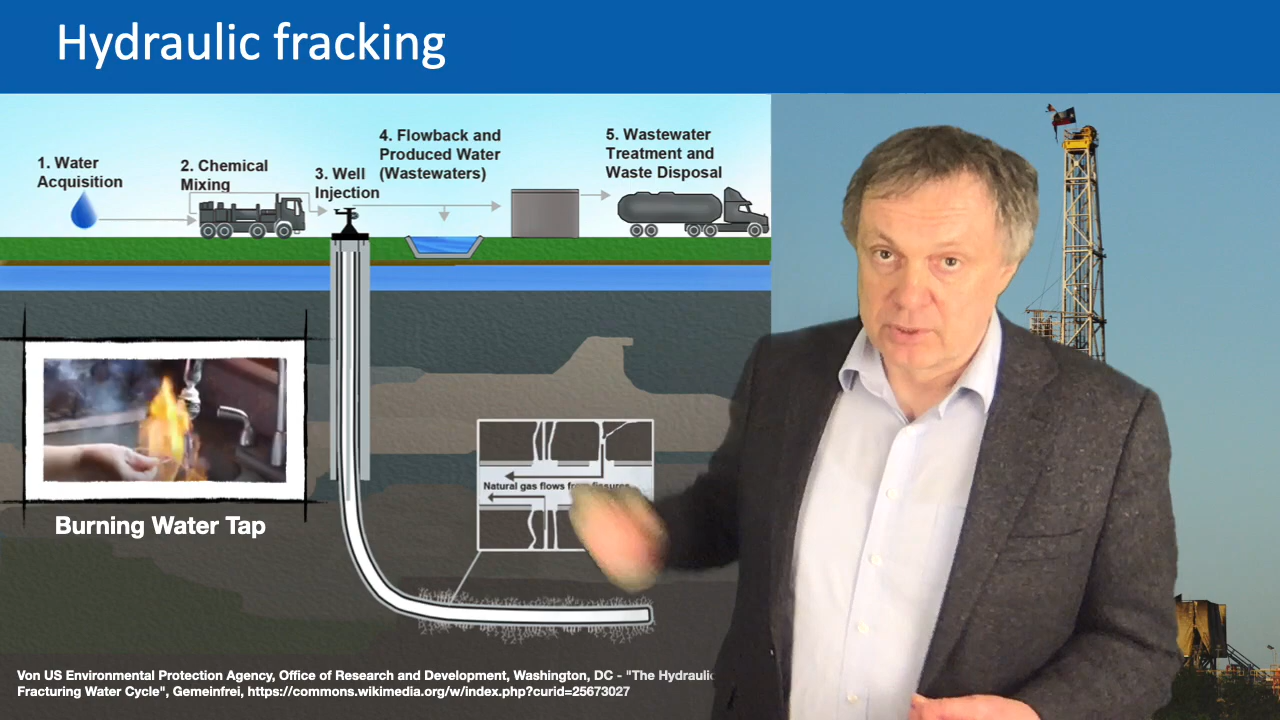 Hydraulic fracking
1. Water
Acquisition
2. Chemical
Mixing
3. Well
Injection
4. Flowback and
Produced Water
(Wastewaters)
5. Wastewater
Treatment and
Waste Disposal
Natural gas flows from fissures
Burning Water Tap
Von US Environmental Protection Agency, Office of Research and Development, Washington, DC - "The Hydraulic
Fracturing Water Cycle", Gemeinfrei, https://commons.wikimedia.org/w/index.php?curid=25673027